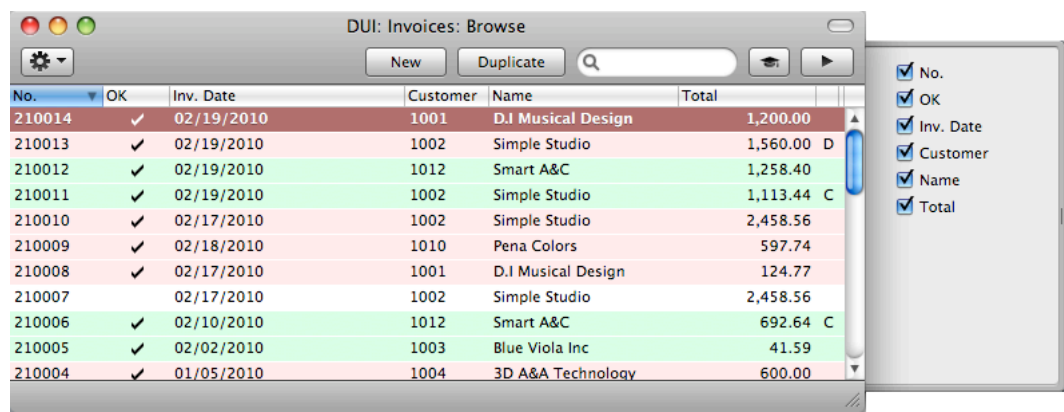 DUI: Invoices: Browse
New Duplicate
No. OK Inv. Date Customer Name Total
210014 ✓ 02/19/2010 1001 D.I Musical Design 1,200.00
210013 ✓ 02/19/2010 1002 Simple Studio 1,560.00 D
210012 ✓ 02/19/2010 1012 Smart A&C 1,258.40
210011 ✓ 02/19/2010 1002 Simple Studio 1,113.44 C
210010 ✓ 02/17/2010 1002 Simple Studio 2,458.56
210009 ✓ 02/18/2010 1010 Pena Colors 597.74
210008 ✓ 02/17/2010 1001 D.I Musical Design 124.77
210007 02/17/2010 1002 Simple Studio 2,458.56
210006 ✓ 02/10/2010 1012 Smart A&C 692.64 C
210005 ✓ 02/02/2010 1003 Blue Viola Inc 41.59
210004 ✓ 01/05/2010 1004 3D A&A Technology 600.00
No.
OK
Inv. Date
Customer
Name
Total